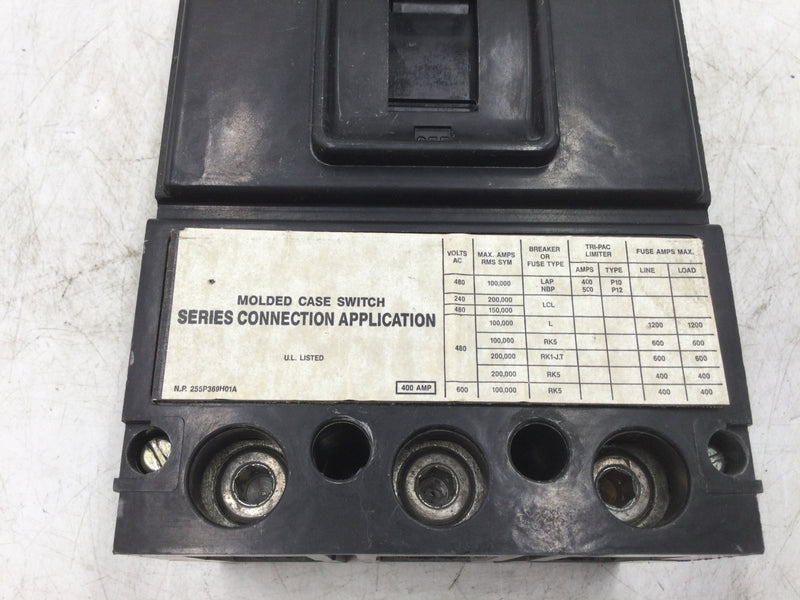 MOLDED CASE SWITCH
SERIES CONNECTION APPLICATION
U.L. LISTED
N.P. 255P369H01A
400 AMP
VOLTS AC MAX. AMPS RMS SYM BREAKER OR FUSE TYPE TRI-PAC LIMITER FUSE AMPS MAX.
AMPS TYPE LINE LOAD
480 100,000 LAP NBP 400 500 P10 P12
240 200,000 LCL
480 150,000
480 100,000 L 1200 1200
100,000 RK5 600 600
200,000 RK1-J.T 600 600
200,000 RK5 400 400
600 100,000 RK5 400 400